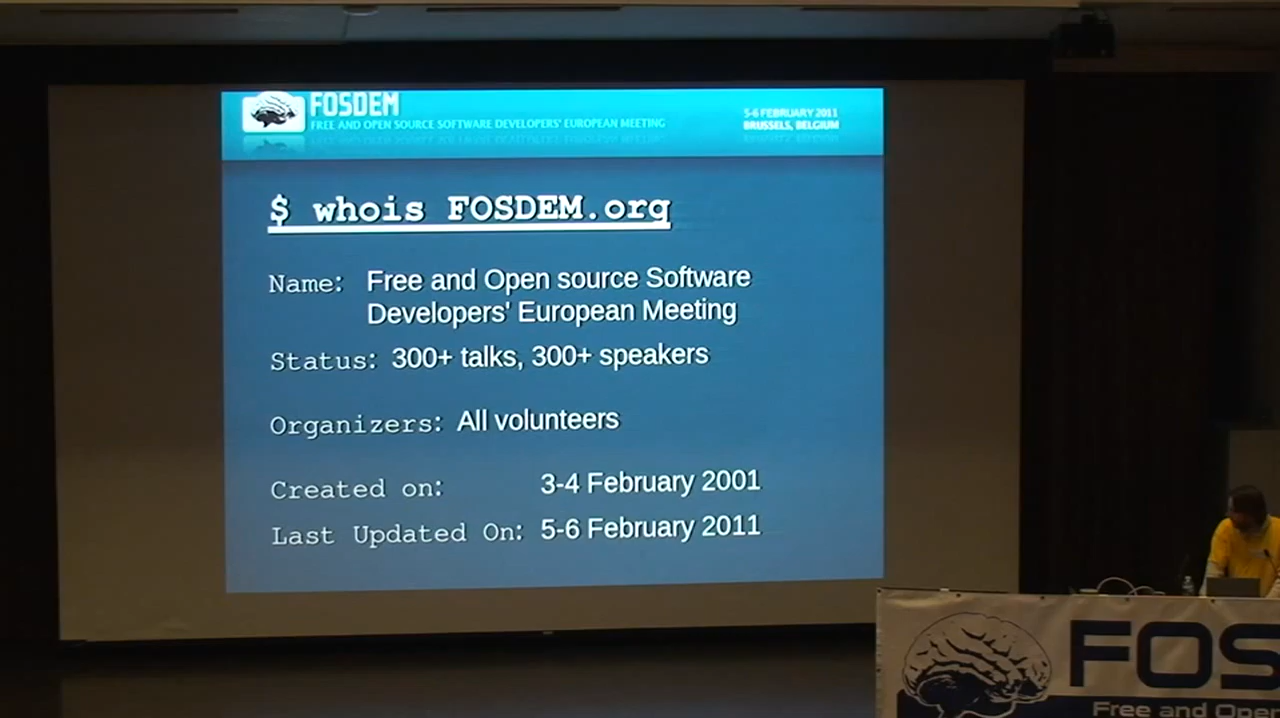 FOSDEM
FREE AND OPEN SOURCE SOFTWARE DEVELOPERS' EUROPEAN MEETING
5-6 FEBRUARY 2011
BRUSSELS, BELGIUM
$ whois FOSDEM.org
Name: Free and Open source Software
Developers' European Meeting
Status: 300+ talks, 300+ speakers
Organizers: All volunteers
Created on: 3-4 February 2001
Last Updated On: 5-6 February 2011
FOS
Free and Open